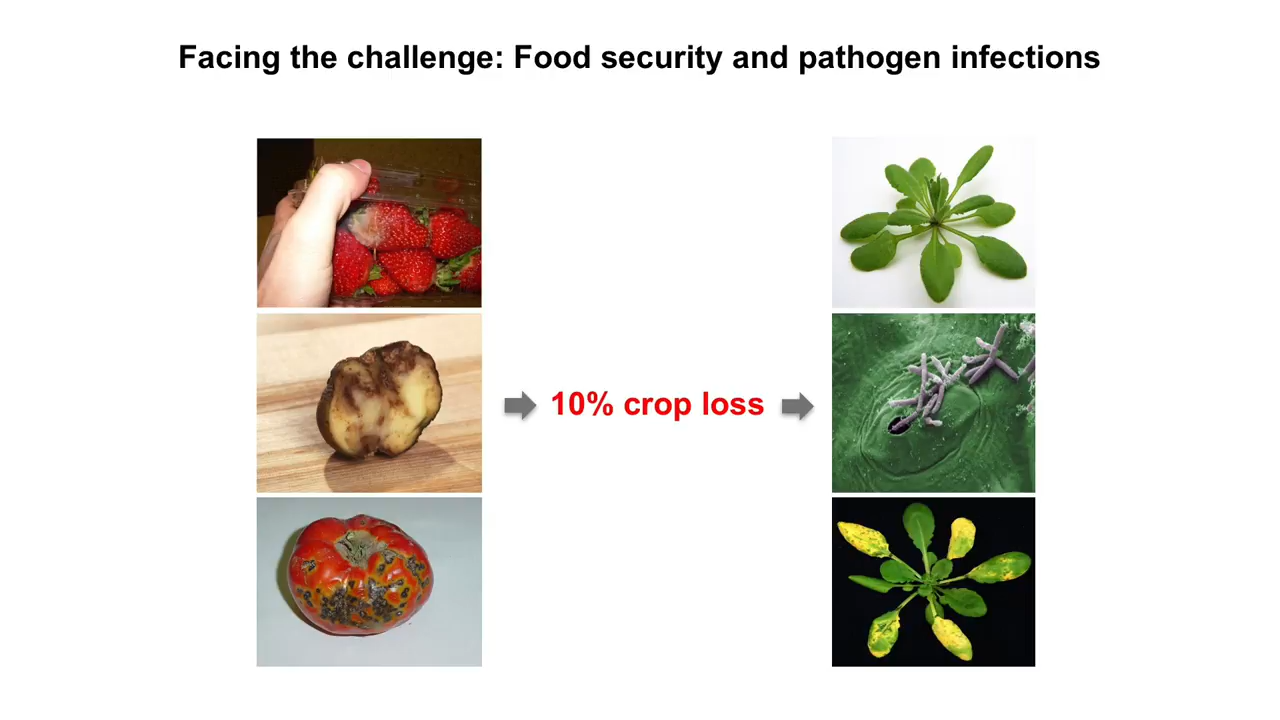 Facing the challenge: Food security and pathogen infections
10% crop loss